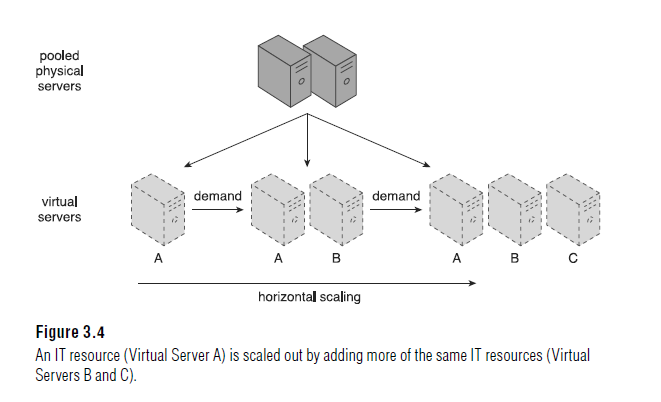 pooled
physical
servers
virtual
servers
demand
demand
A
A
B
A
B
C
horizontal scaling
Figure 3.4
An IT resource (Virtual Server A) is scaled out by adding more of the same IT resources (Virtual
Servers B and C).